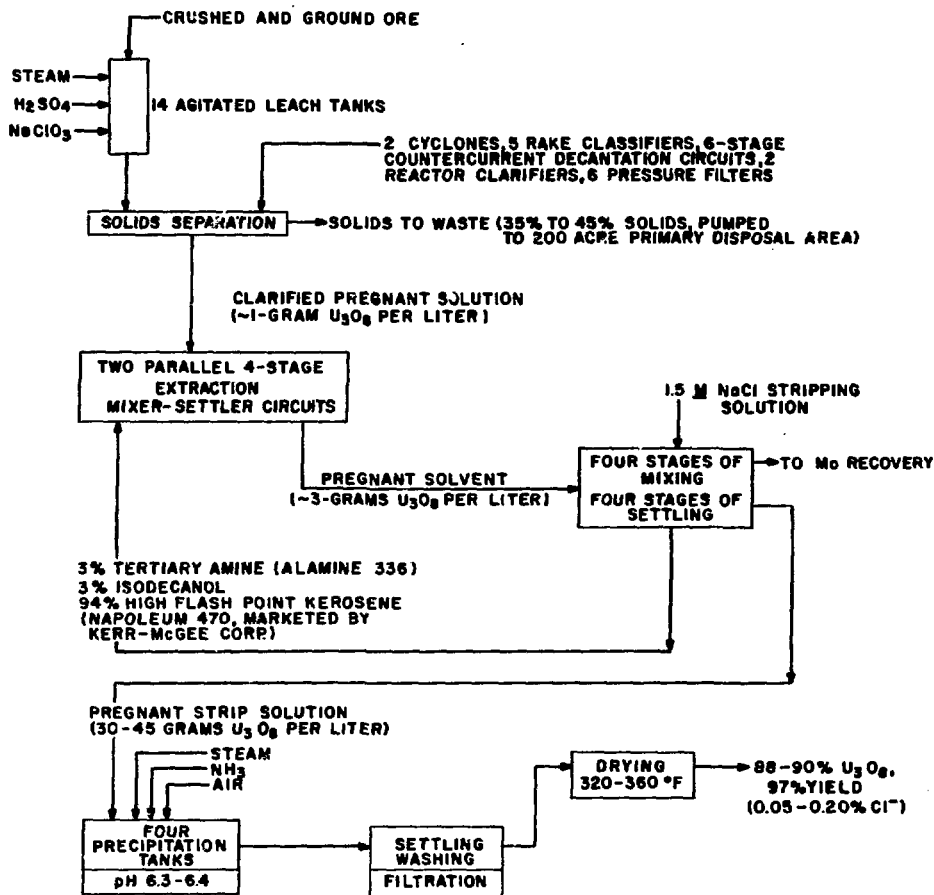 CRUSHED AND GROUND ORE
STEAM
H2SO4
NaClO3
14 AGITATED LEACH TANKS
2 CYCLONES, 5 RAKE CLASSIFIERS, 6-STAGE
COUNTERCURRENT DECANTATION CIRCUITS, 2
REACTOR CLARIFIERS, 6 PRESSURE FILTERS
SOLIDS SEPARATION
SOLIDS TO WASTE (35% TO 45% SOLIDS, PUMPED
TO 200 ACRE PRIMARY DISPOSAL AREA)
CLARIFIED PREGNANT SOLUTION
(~1-GRAM U3O8 PER LITER)
TWO PARALLEL 4-STAGE
EXTRACTION
MIXER-SETTLER CIRCUITS
1.5 M NaCl STRIPPING
SOLUTION
PREGNANT SOLVENT
(~3-GRAMS U3O8 PER LITER)
FOUR STAGES OF
MIXING
FOUR STAGES OF
SETTLING
TO Mo RECOVERY
3% TERTIARY AMINE (ALAMINE 336)
3% ISODECANOL
94% HIGH FLASH POINT KEROSENE
(NAPOLEUM 470, MARKETED BY
KERR-McGEE CORP.)
PREGNANT STRIP SOLUTION
(30-45 GRAMS U3O8 PER LITER)
STEAM
NH3
AIR
FOUR
PRECIPITATION
TANKS
pH 6.3-6.4
SETTLING
WASHING
FILTRATION
DRYING
320-360 °F
88-90% U3O8,
97% YIELD
(0.05-0.20% Cl⁻)